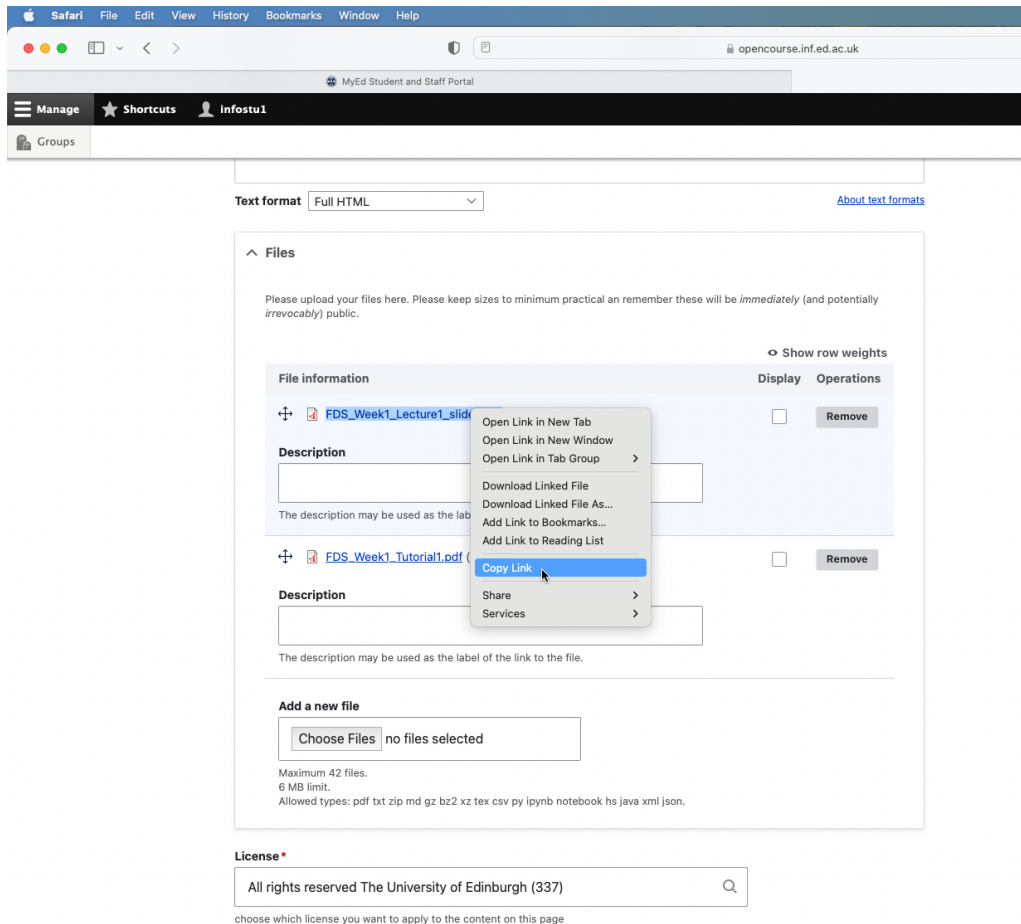 Safari File Edit View History Bookmarks Window Help
opencourse.inf.ed.ac.uk
MyEd Student and Staff Portal
Manage Shortcuts infostu1
Groups
Text format Full HTML About text formats
Files
Please upload your files here. Please keep sizes to minimum practical an remember these will be immediately (and potentially
irrevocably) public.
Show row weights
File information Display Operations
FDS_Week1_Lecture1_slide Remove
Open Link in New Tab
Open Link in New Window
Open Link in Tab Group
Download Linked File
Download Linked File As...
Add Link to Bookmarks...
Add Link to Reading List
Copy Link
Share
Services
Description
The description may be used as the lab
FDS_Week1_Tutorial1.pdf ( Remove
Description
The description may be used as the label of the link to the file.
Add a new file
Choose Files no files selected
Maximum 42 files.
6 MB limit.
Allowed types: pdf txt zip md gz bz2 xz tex csv py ipynb notebook hs java xml json.
License*
All rights reserved The University of Edinburgh (337)
choose which license you want to apply to the content on this page